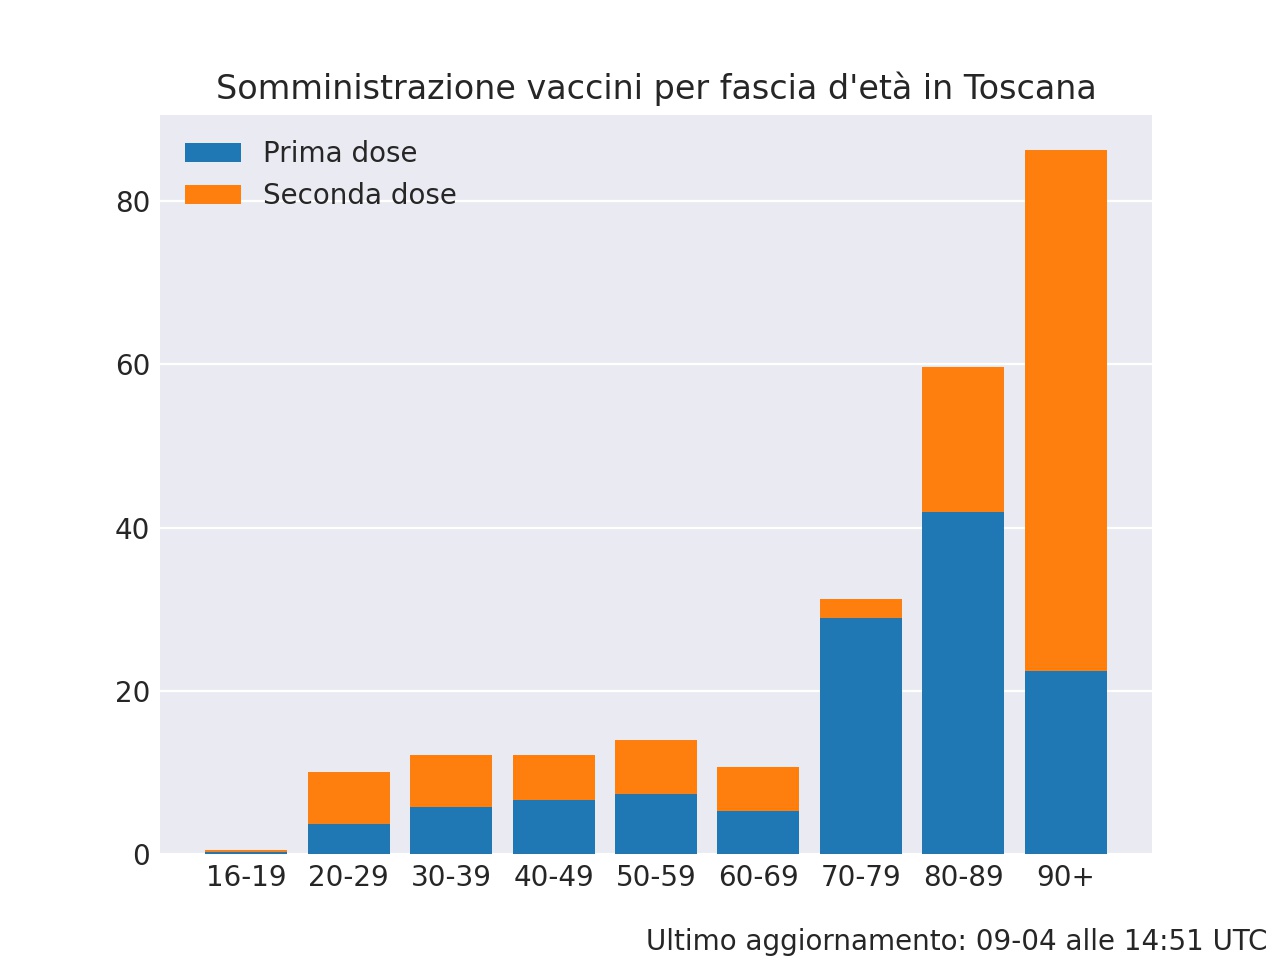 Somministrazione vaccini per fascia d'età in Toscana
Prima dose
Seconda dose
80
60
40
20
0
16-19 20-29 30-39 40-49 50-59 60-69 70-79 80-89 90+
Ultimo aggiornamento: 09-04 alle 14:51 UTC